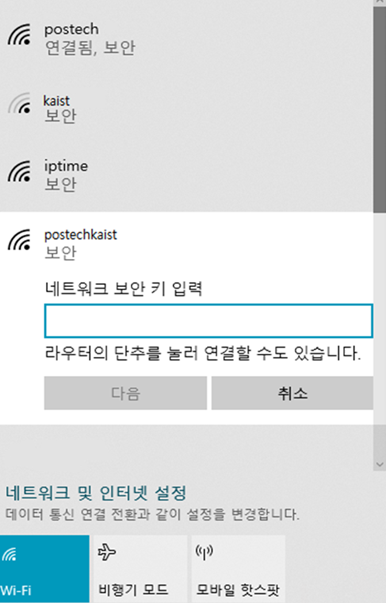 postech
연결됨, 보안
kaist
보안
iptime
보안
postechkaist
보안
네트워크 보안 키 입력
라우터의 단추를 눌러 연결할 수도 있습니다.
다음
취소
네트워크 및 인터넷 설정
데이터 통신 연결 전환과 같이 설정을 변경합니다.
Wi-Fi
비행기 모드
모바일 핫스팟